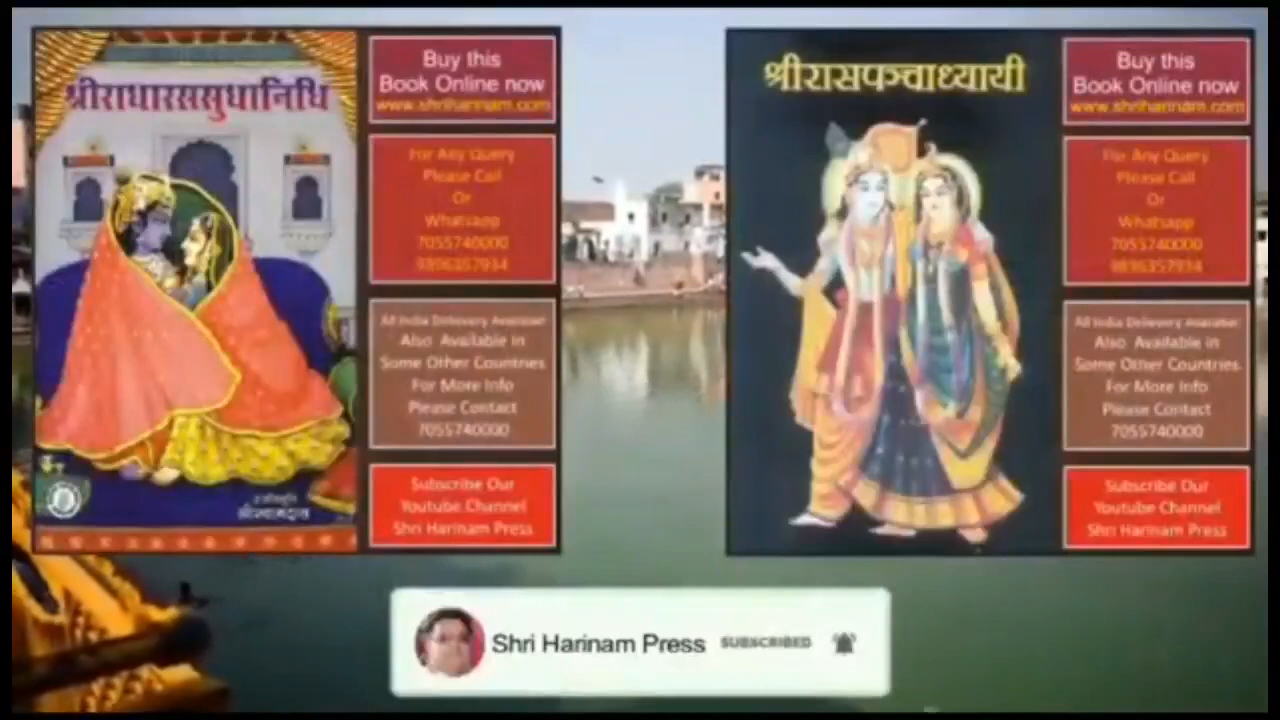 श्रीराधारससुधानिधि
Buy this
Book Online now
www.shriharinam.com
For Any Query
Please Call
Or
Whatsapp
7055740000
9896357934
All India Delievery Available
Also Available in
Some Other Countries
For More Info
Please Contact
7055740000
Subscribe Our
Youtube Channel
Shri Harinam Press
श्रीरासपञ्चाध्यायी
Buy this
Book Online now
www.shriharinam.com
For Any Query
Please Call
Or
Whatsapp
7055740000
9896357934
All India Delievery Available
Also Available in
Some Other Countries
For More Info
Please Contact
7055740000
Subscribe Our
Youtube Channel
Shri Harinam Press
Shri Harinam Press SUBSCRIBED